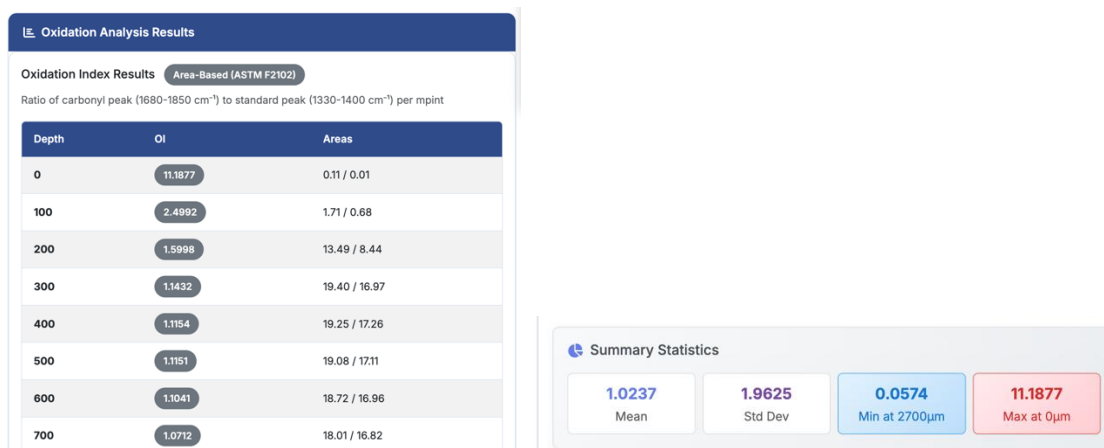 Oxidation Analysis Results
Oxidation Index Results Area-Based (ASTM F2102)
Ratio of carbonyl peak (1680-1850 cm⁻¹) to standard peak (1330-1400 cm⁻¹) per mpint
Depth OI Areas
0 11.1877 0.11 / 0.01
100 2.4992 1.71 / 0.68
200 1.5998 13.49 / 8.44
300 1.1432 19.40 / 16.97
400 1.1154 19.25 / 17.26
500 1.1151 19.08 / 17.11
600 1.1041 18.72 / 16.96
700 1.0712 18.01 / 16.82
Summary Statistics
1.0237 1.9625 0.0574 11.1877
Mean Std Dev Min at 2700μm Max at 0μm